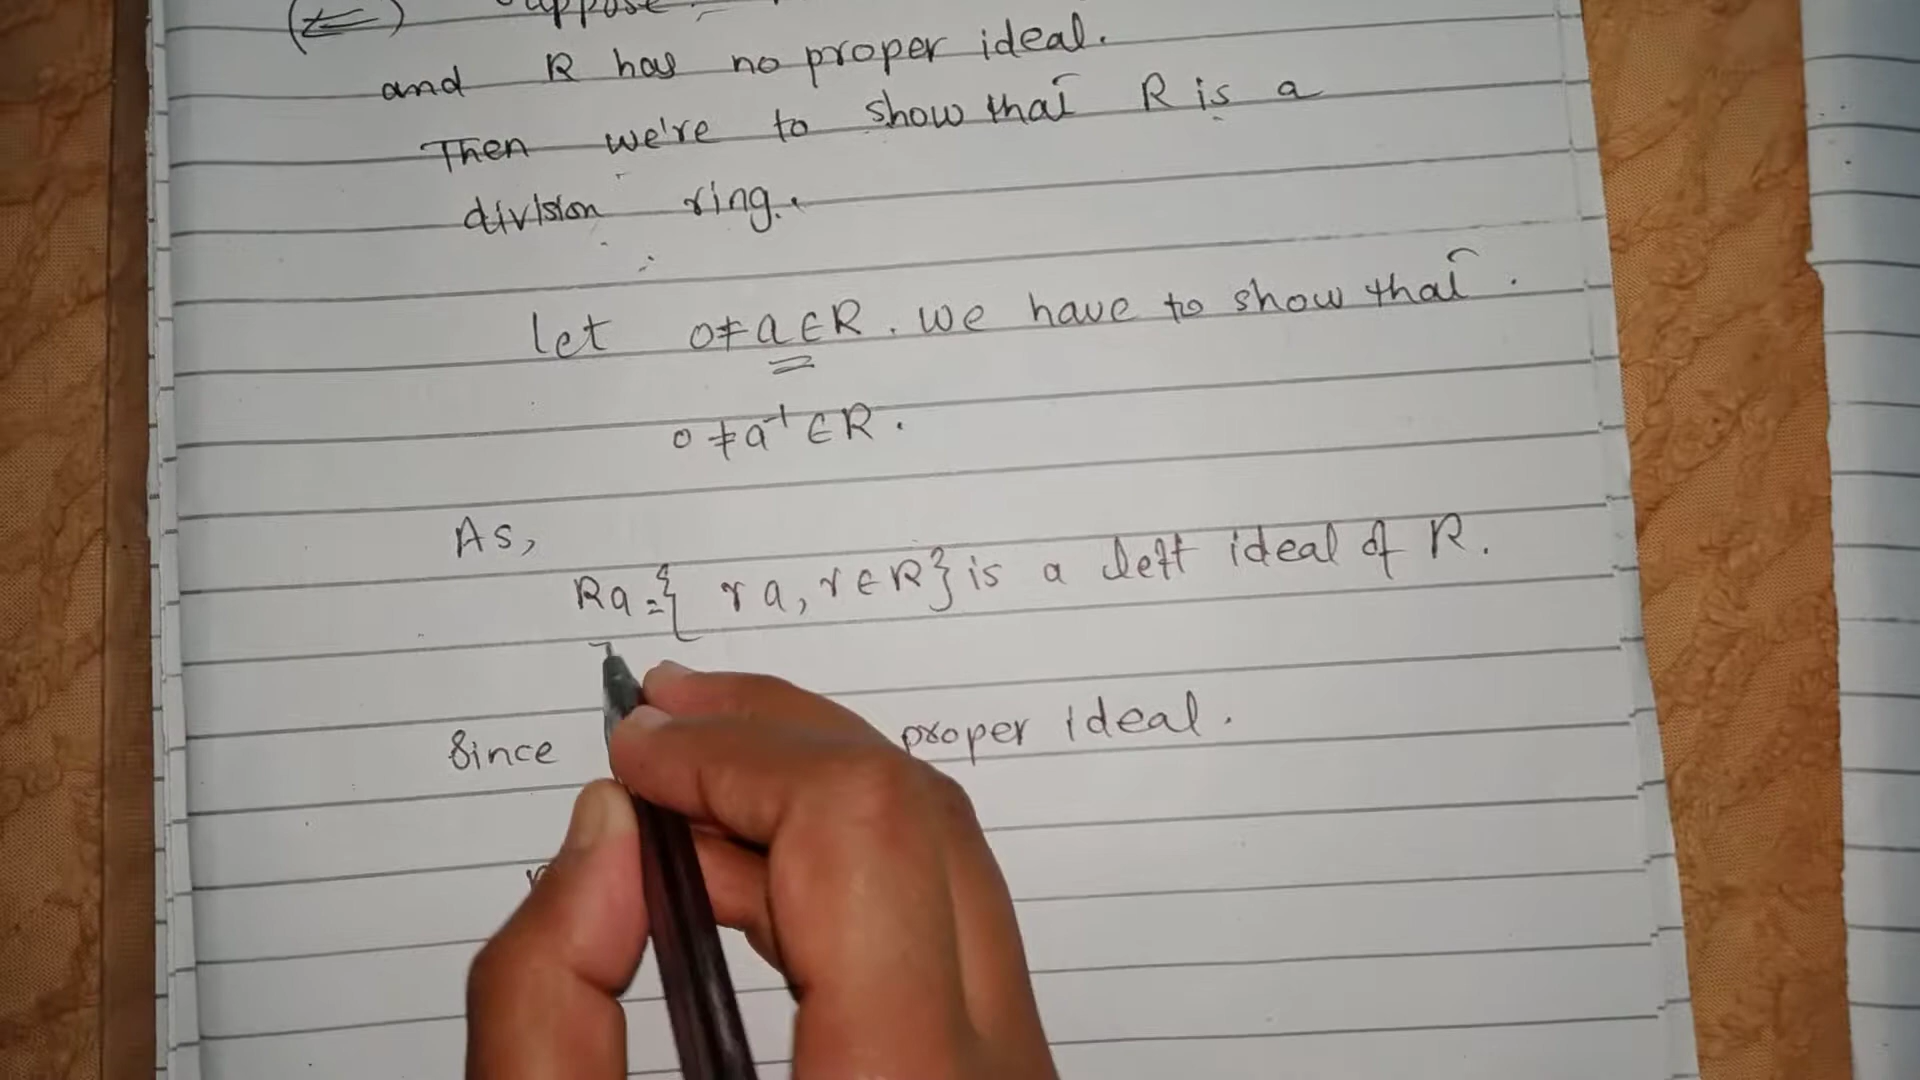 (⇐) Suppose
and R has no proper ideal.
Then we're to show that R is a
division ring.
let 0≠a∈R. we have to show that.
0≠a⁻¹∈R.
As,
Ra={ra, r∈R} is a left ideal of R.
Since proper ideal.